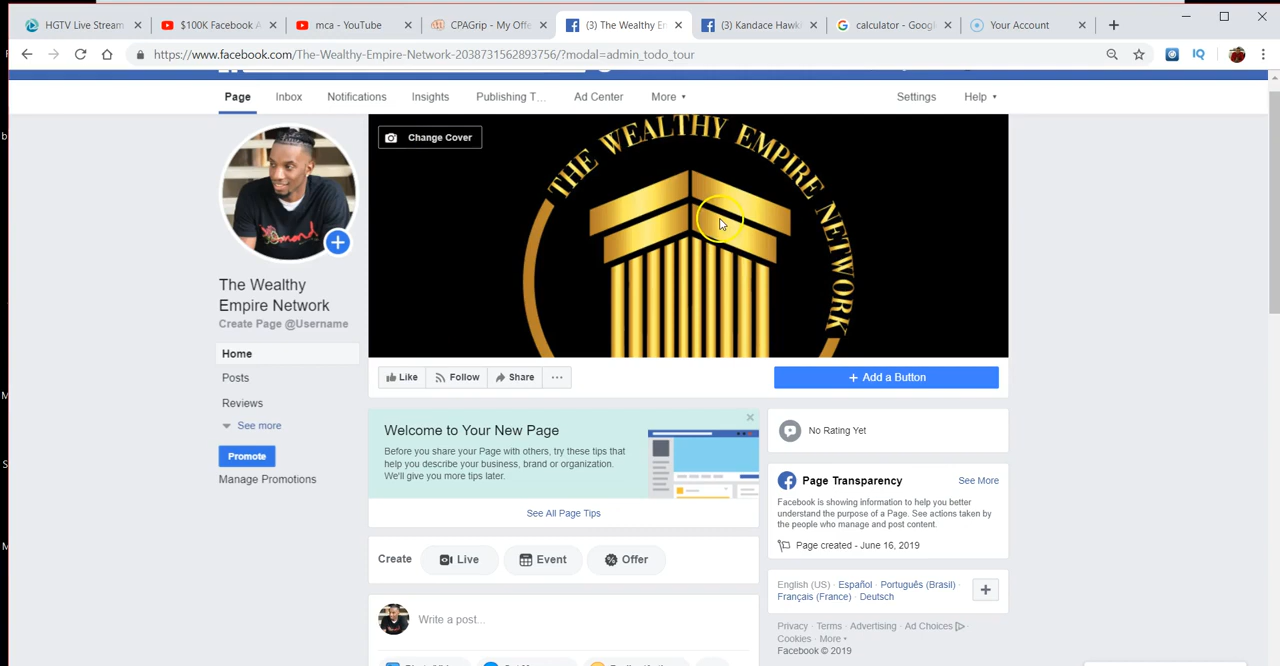 HGTV Live Stream
$100K Facebook A
mca - YouTube
CPAGrip - My Offe
(3) The Wealthy E
(3) Kandace Hawk
calculator - Goog
Your Account
https://www.facebook.com/The-Wealthy-Empire-Network-2038731562893756/?modal=admin_todo_tour
IQ
Page
Inbox
Notifications
Insights
Publishing T…
Ad Center
More
Settings
Help
Change Cover
THE WEALTHY EMPIRE NETWORK
The Wealthy
Empire Network
Create Page @Username
Home
Posts
Reviews
See more
Promote
Manage Promotions
Like
Follow
Share
...
+ Add a Button
Welcome to Your New Page
Before you share your Page with others, try these tips that
help you describe your business, brand or organization.
We'll give you more tips later.
See All Page Tips
Create
Live
Event
Offer
Write a post...
No Rating Yet
Page Transparency
See More
Facebook is showing information to help you better
understand the purpose of a Page. See actions taken by
the people who manage and post content.
Page created - June 16, 2019
English (US) · Español · Português (Brasil) ·
Français (France) · Deutsch
Privacy · Terms · Advertising · Ad Choices ·
Cookies · More
Facebook © 2019